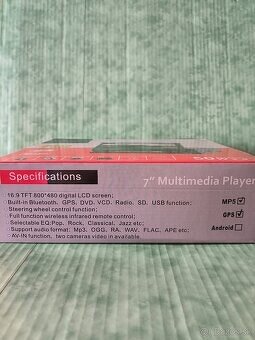 Specifications
7" Multimedia Player
16:9 TFT 800*480 digital LCD screen;
Built-in Bluetooth, GPS, DVD, VCD, Radio, SD, USB function;
Steering wheel control function;
Full function wireless infrared remote control;
Selectable EQ:Pop, Rock, Classical, Jazz etc;
Support audio format: Mp3, OGG, RA, WAV, FLAC, APE etc;
AV-IN function, two cameras video in available.
MP5
GPS
Android